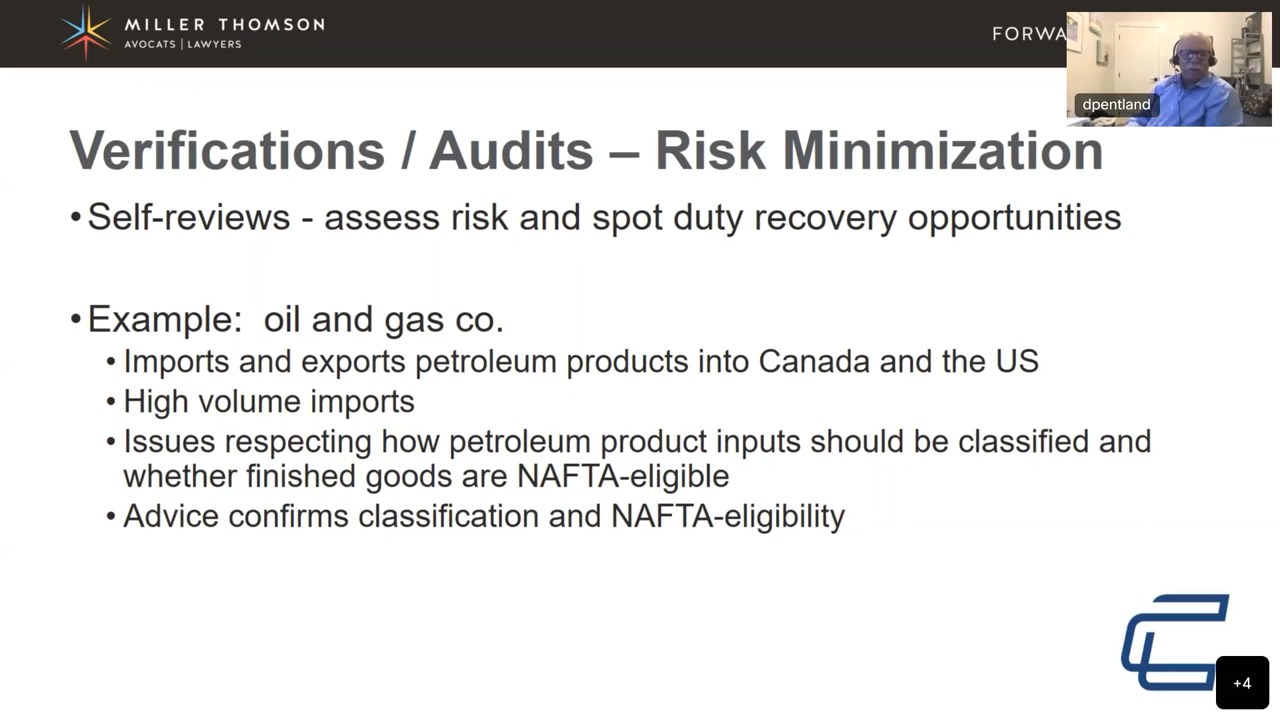 MILLER THOMSON
AVOCATS | LAWYERS
FORWA
dpentland
Verifications / Audits – Risk Minimization
•Self-reviews - assess risk and spot duty recovery opportunities
•Example:  oil and gas co.
•Imports and exports petroleum products into Canada and the US
•High volume imports
•Issues respecting how petroleum product inputs should be classified and
whether finished goods are NAFTA-eligible
•Advice confirms classification and NAFTA-eligibility
+4